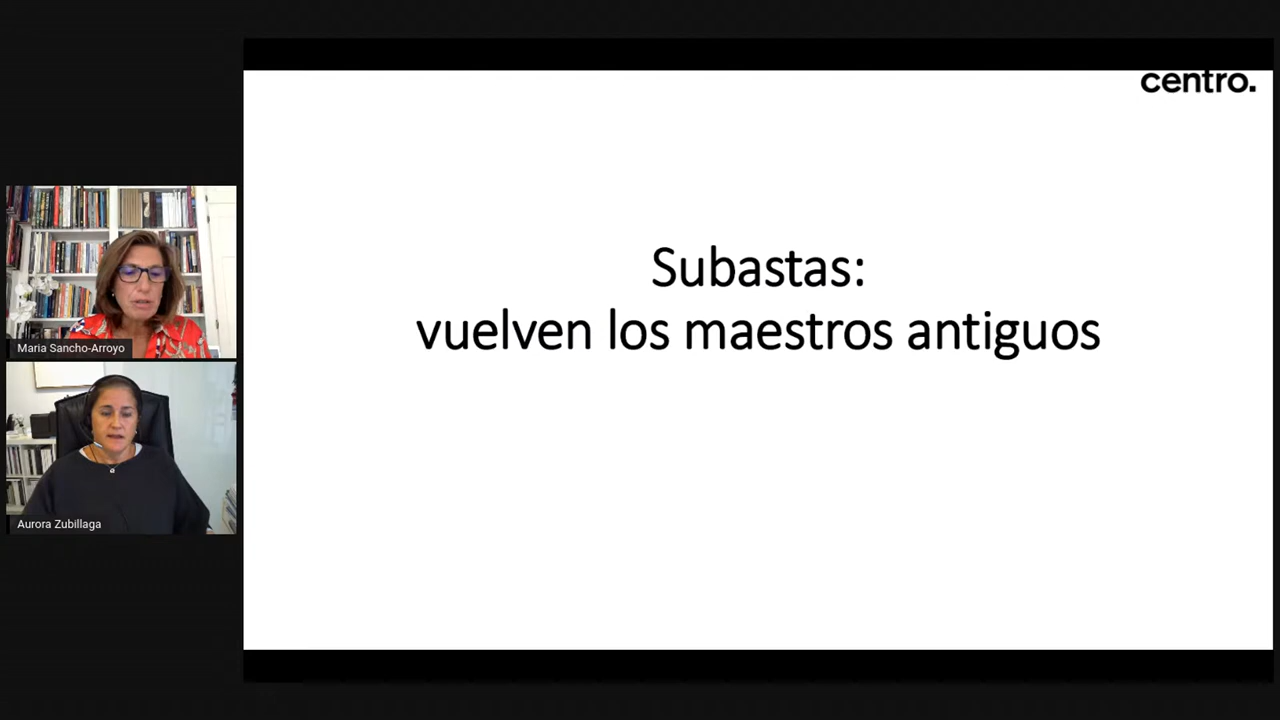 centro.
Subastas:
vuelven los maestros antiguos
Maria Sancho-Arroyo
Aurora Zubillaga